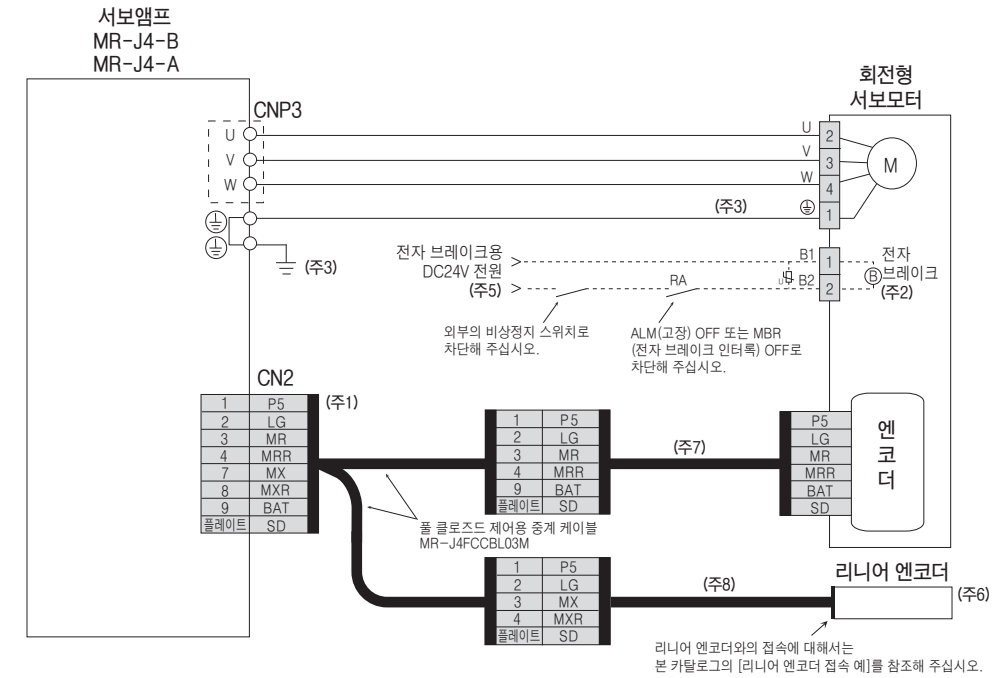 서보앰프
MR-J4-B
MR-J4-A
회전형
서보모터
CNP3
U
V
W
U 2
V 3
W 4
(주3) 1
M
(주3)
전자 브레이크용
DC24V 전원
(주5)
RA
B1 1
U B2 2
B
전자
브레이크
(주2)
외부의 비상정지 스위치로
차단해 주십시오.
ALM(고장) OFF 또는 MBR
(전자 브레이크 인터록) OFF로
차단해 주십시오.
CN2
(주1)
1 P5
2 LG
3 MR
4 MRR
7 MX
8 MXR
9 BAT
플레이트 SD
1 P5
2 LG
3 MR
4 MRR
9 BAT
플레이트 SD
(주7)
P5
LG
MR
MRR
BAT
SD
엔
코
더
풀 클로즈드 제어용 중계 케이블
MR-J4FCCBL03M
1 P5
2 LG
3 MX
4 MXR
플레이트 SD
(주8)
리니어 엔코더
(주6)
리니어 엔코더와의 접속에 대해서는
본 카탈로그의 [리니어 엔코더 접속 예]를 참조해 주십시오.